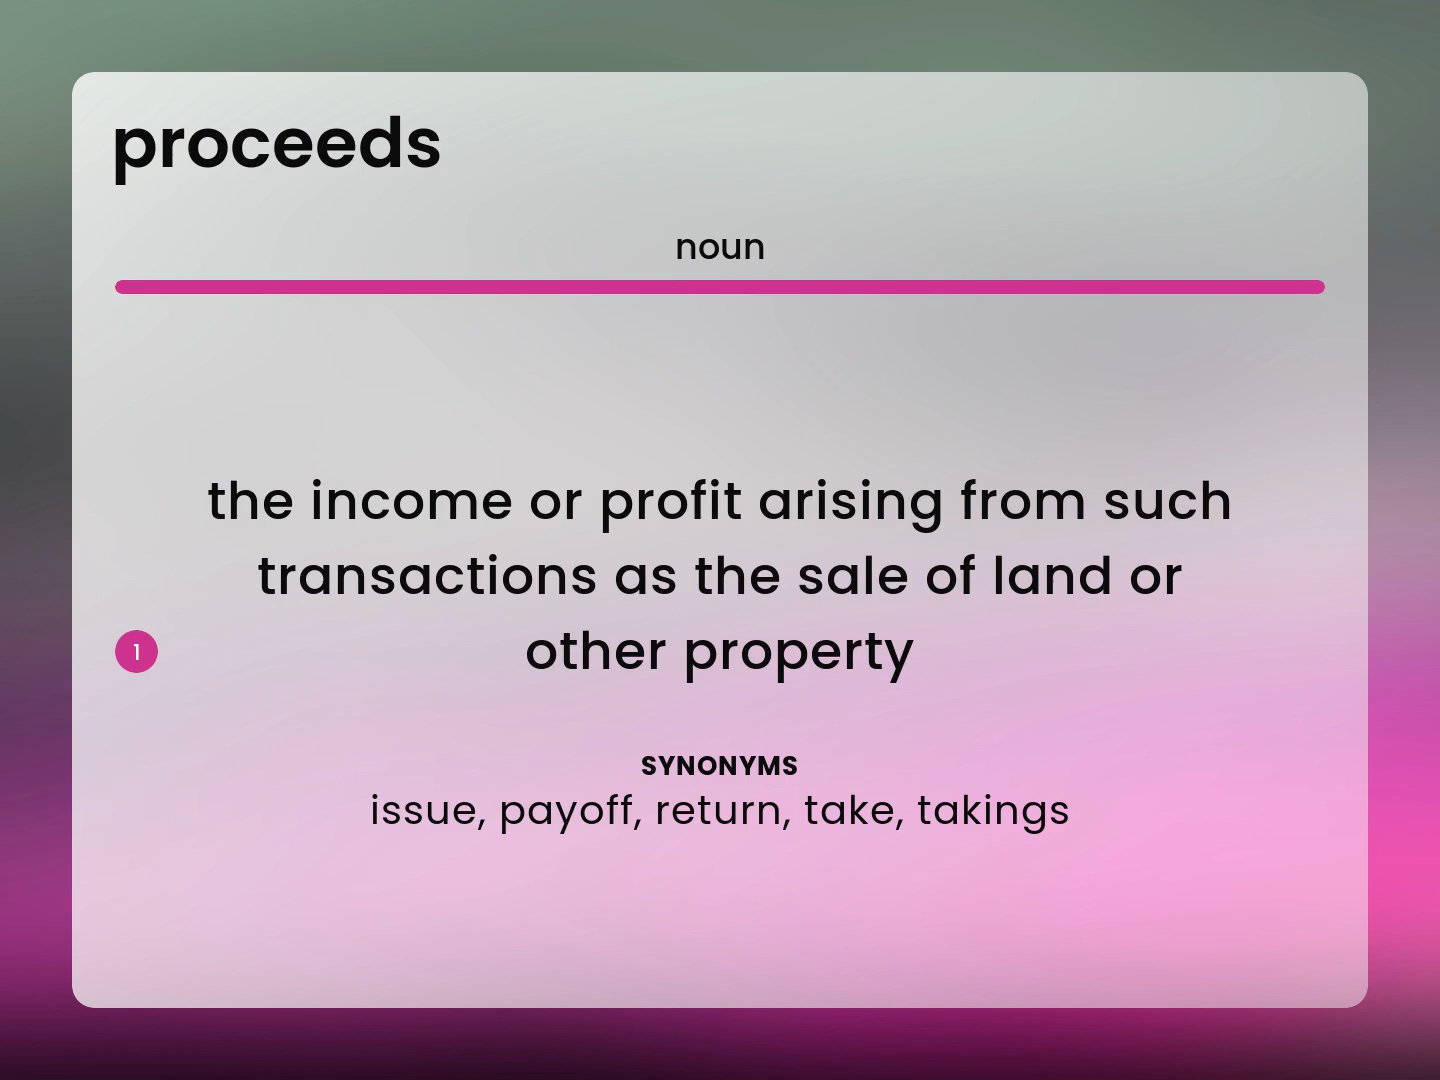 proceeds
noun
the income or profit arising from such
transactions as the sale of land or
1
other property
SYNONYMS
issue, payoff, return, take, takings